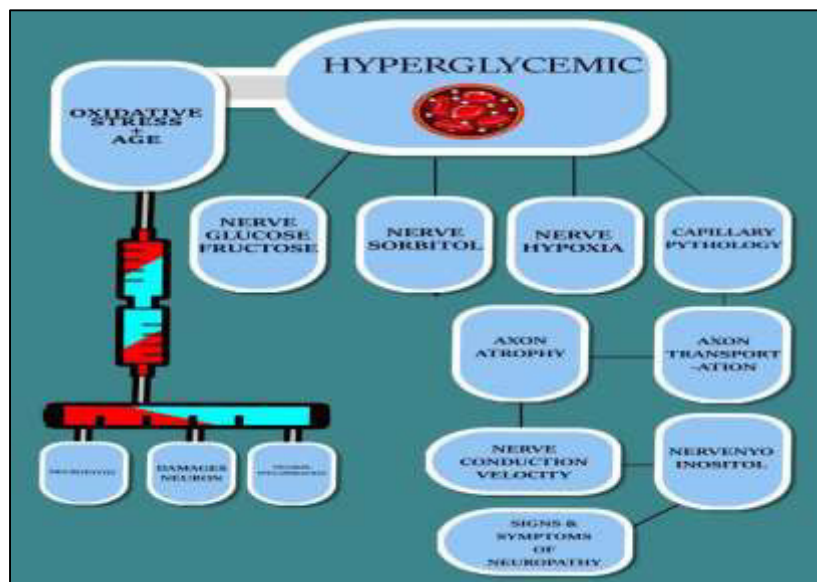 HYPERGLYCEMIC
OXIDATIVE
STRESS
+
AGE
NERVE
GLUCOSE
FRUCTOSE
NERVE
SORBITOL
NERVE
HYPOXIA
CAPILLARY
PYTHOLOGY
AXON
ATROPHY
AXON
TRANSPORT
-ATION
NERVE
CONDUCTION
VELOCITY
NERVENYO
INOSITOL
DAMAGES
NEURON
SIGNS &
SYMPTOMS
OF
NEUROPATHY